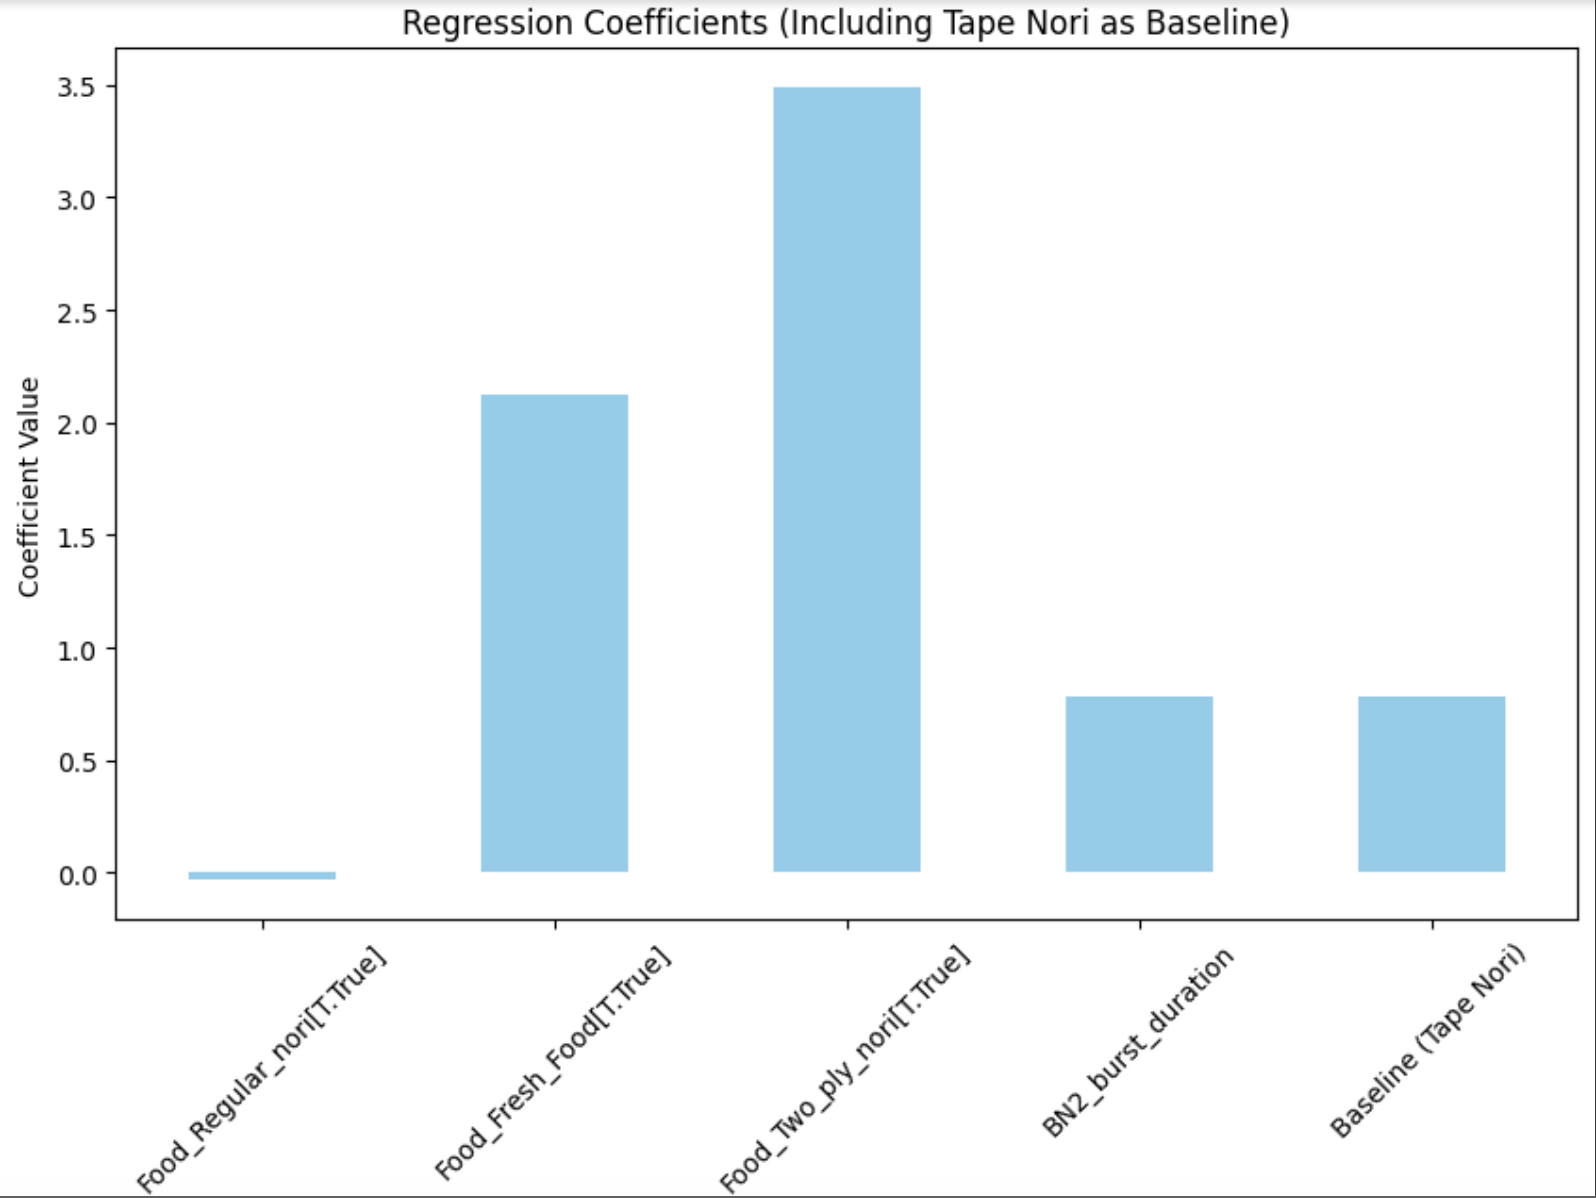 Regression Coefficients (Including Tape Nori as Baseline)
Coefficient Value
3.5
3.0
2.5
2.0
1.5
1.0
0.5
0.0
Food_Regular_nori[T.True]
Food_Fresh_Food[T.True]
Food_Two_ply_nori[T.True]
BN2_burst_duration
Baseline (Tape Nori)